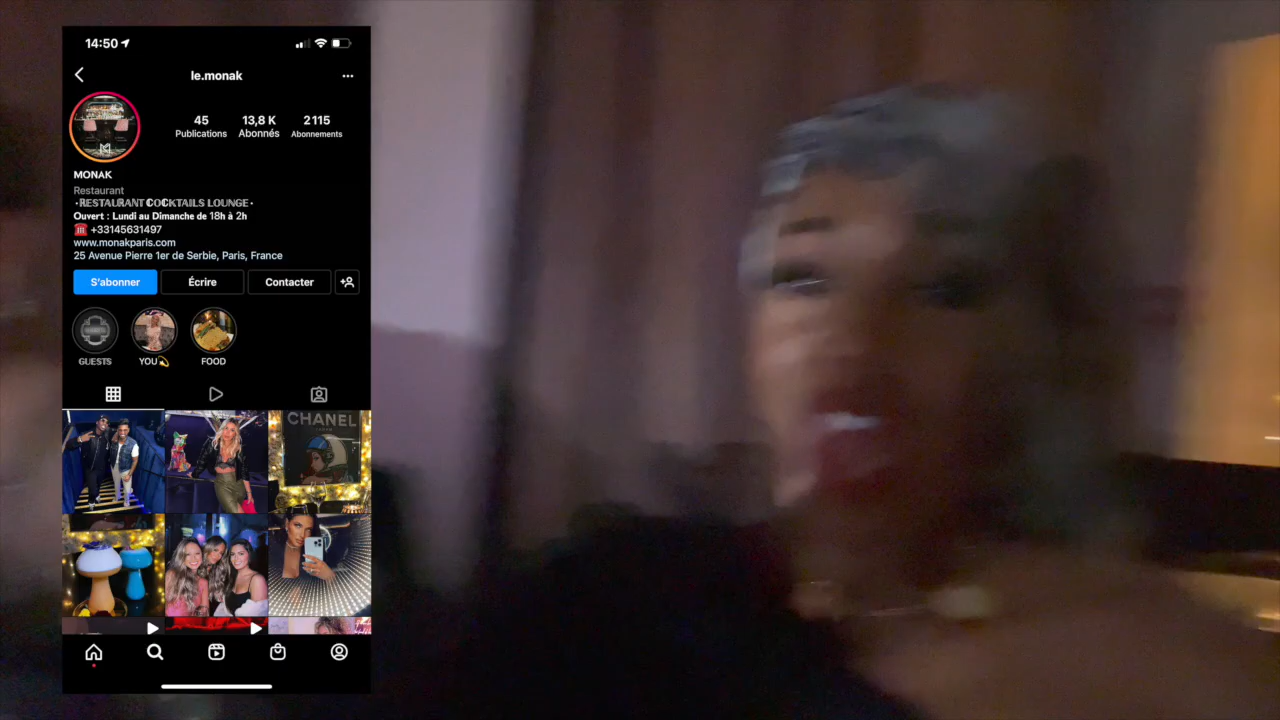 14:50
le.monak
45
13,8 K
2 115
Publications
Abonnés
Abonnements
MONAK
Restaurant
•RESTAURANT COCKTAILS LOUNGE•
Ouvert : Lundi au Dimanche de 18h à 2h
☎️ +33145631497
www.monakparis.com
25 Avenue Pierre 1er de Serbie, Paris, France
S'abonner
Écrire
Contacter
GUESTS
YOU💫
FOOD
CHANEL